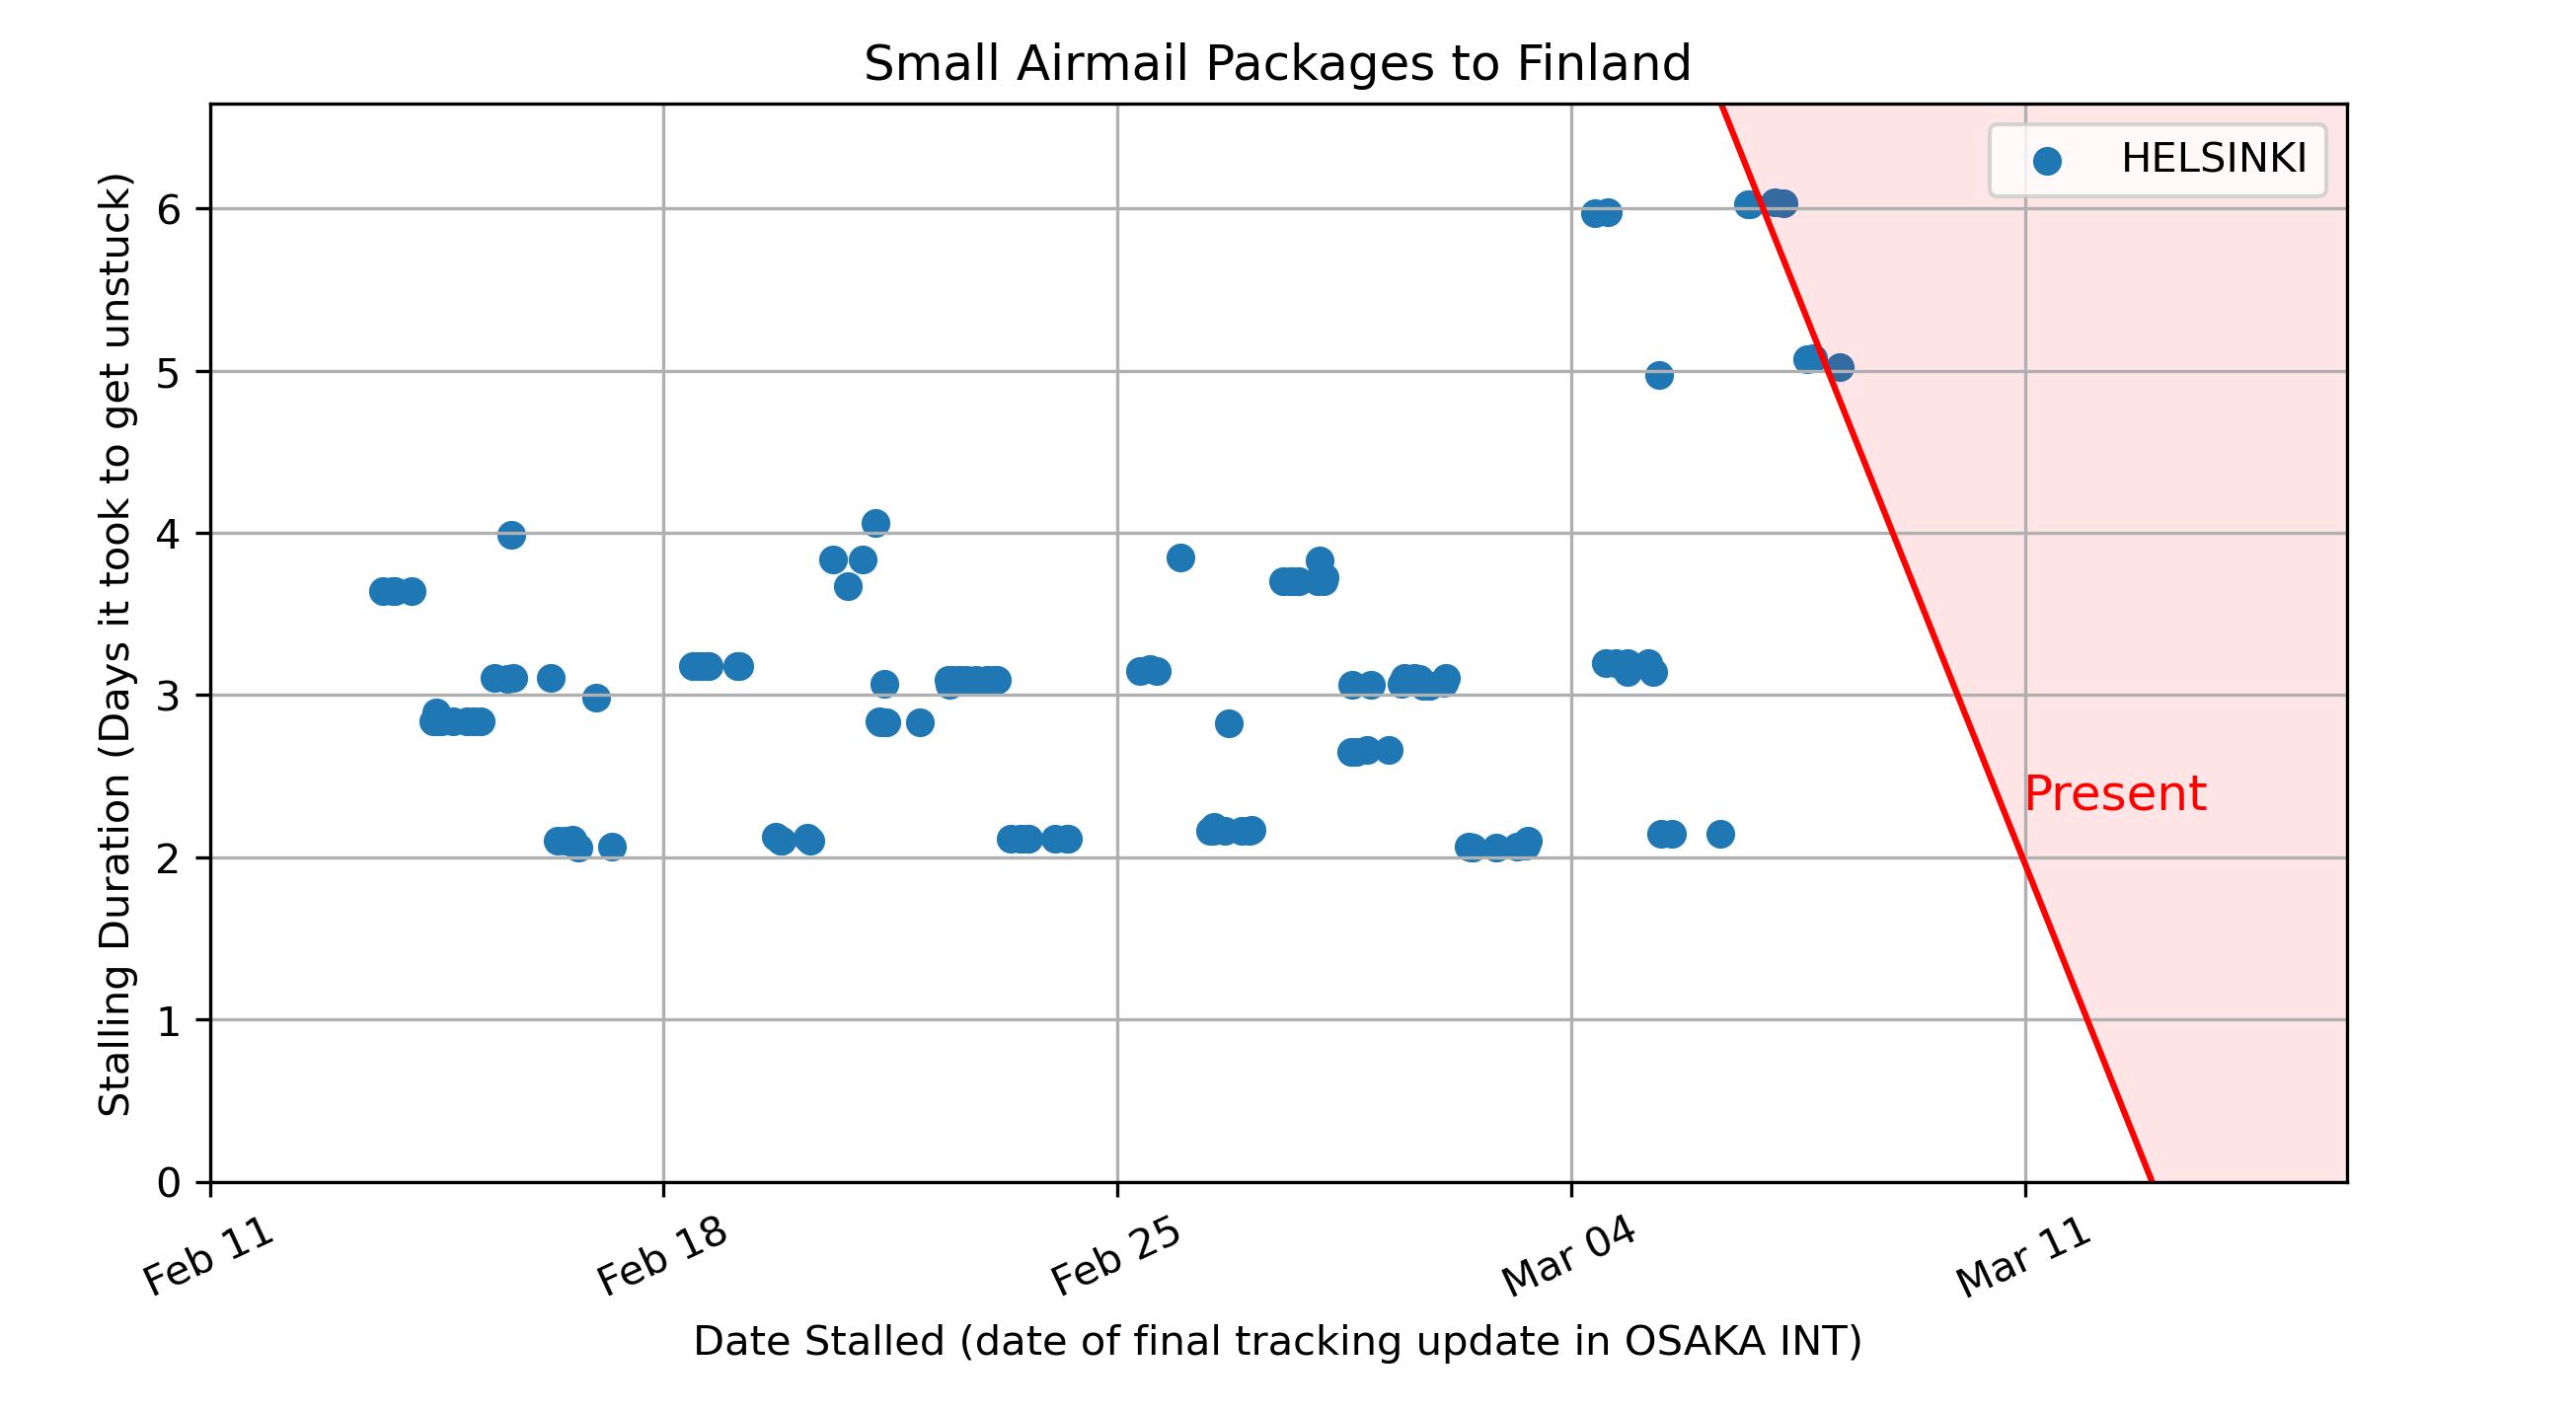 Small Airmail Packages to Finland
HELSINKI
Stalling Duration (Days it took to get unstuck)
6
5
4
3
2
1
0
Present
Feb 11
Feb 18
Feb 25
Mar 04
Mar 11
Date Stalled (date of final tracking update in OSAKA INT)